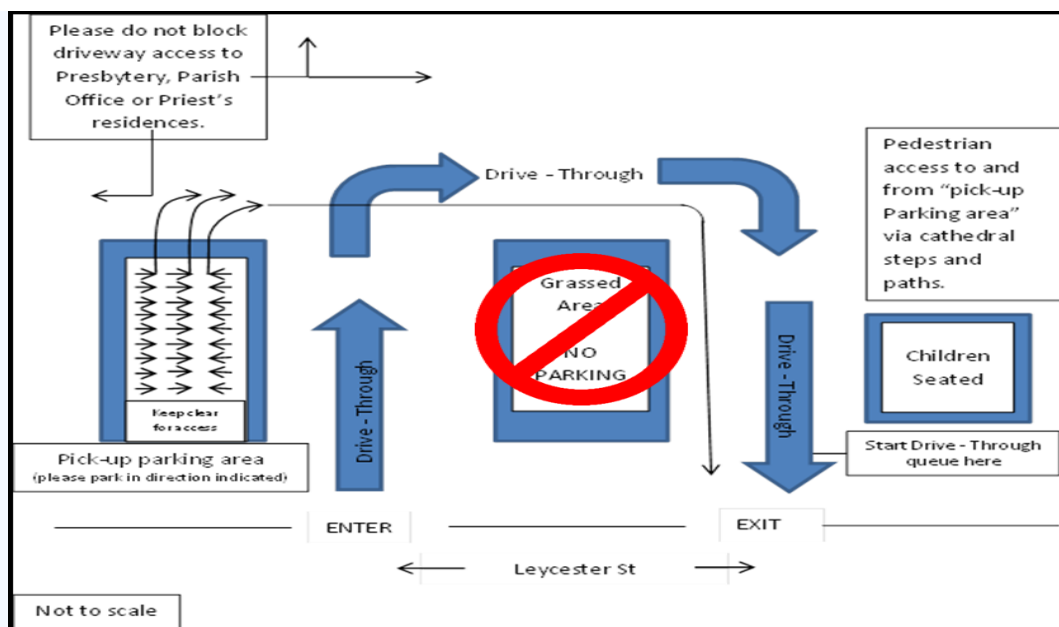 Please do not block
driveway access to
Presbytery, Parish
Office or Priest's
residences.
Drive - Through
Pedestrian
access to and
from “pick-up
Parking area”
via cathedral
steps and
paths.
Grassed
Area
NO
PARKING
Drive - Through
Drive - Through
Children
Seated
Keep clear
for access
Pick-up parking area
(please park in direction indicated)
Start Drive - Through
queue here
ENTER
EXIT
Leycester St
Not to scale